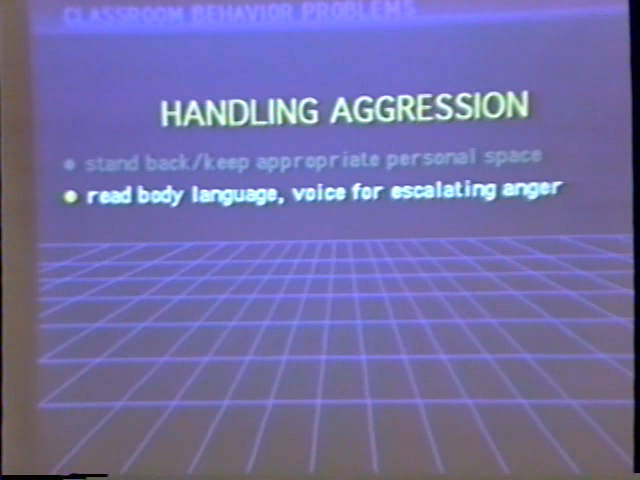 CLASSROOM BEHAVIOR PROBLEMS
HANDLING AGGRESSION
• stand back/keep appropriate personal space
• read body language, voice for escalating anger